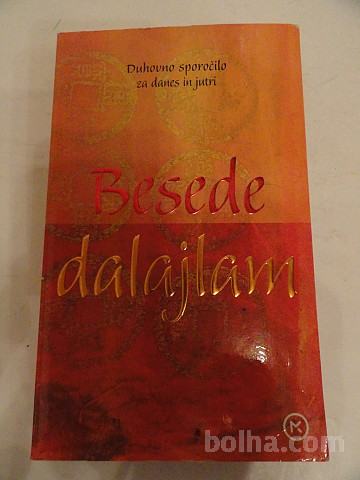 Duhovno sporočilo
za danes in jutri
Besede
dalajlam
bolha.com